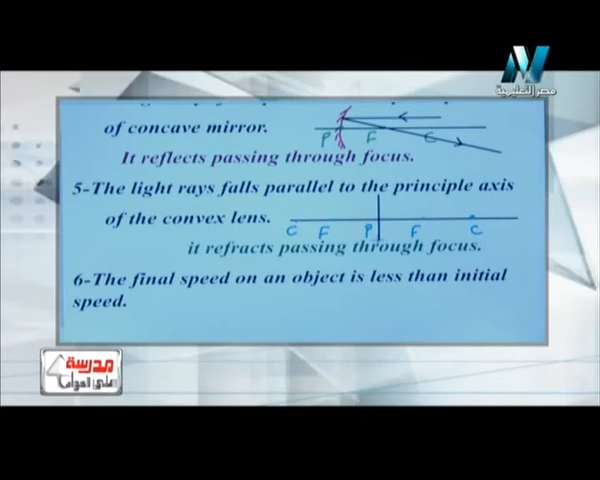 مصر التعليمية
of concave mirror.
P F C
It reflects passing through focus.
5-The light rays falls parallel to the principle axis
of the convex lens.
C F P F C
it refracts passing through focus.
6-The final speed on an object is less than initial
speed.
مدرسة
على الهواء